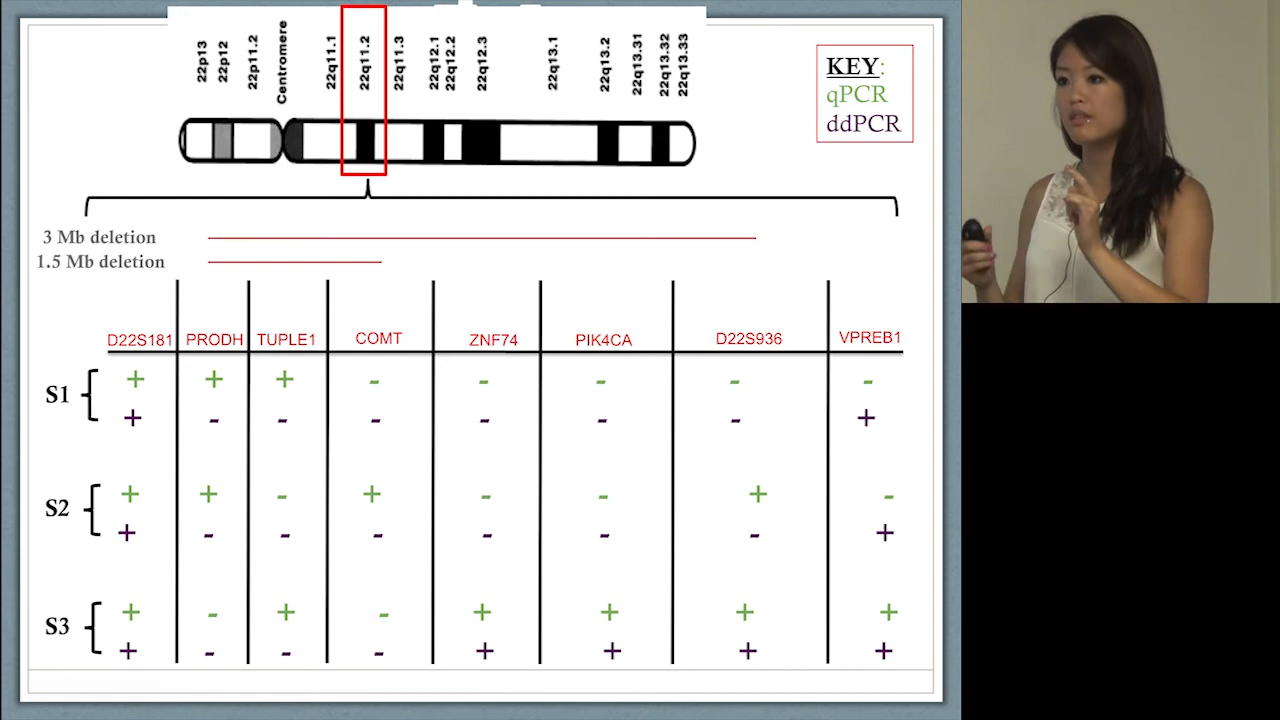 22p13
22p12
22p11.2
Centromere
22q11.1
22q11.2
22q11.3
22q12.1
22q12.2
22q12.3
22q13.1
22q13.2
22q13.31
22q13.32
22q13.33
KEY:
qPCR
ddPCR
3 Mb deletion
1.5 Mb deletion
D22S181 PRODH TUPLE1 COMT ZNF74 PIK4CA D22S936 VPREB1
S1 + + + - - - - -
+ - - - - - - +
S2 + + - + - - + -
+ - - - - - - +
S3 + - + - + + + +
+ - - - + + + +